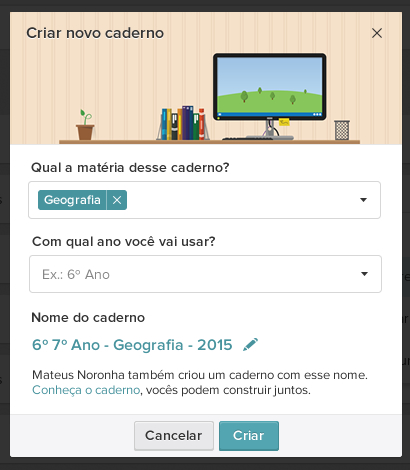 Criar novo caderno
Qual a matéria desse caderno?
Geografia
Com qual ano você vai usar?
Ex.: 6º Ano
Nome do caderno
6º 7º Ano - Geografia - 2015
Mateus Noronha também criou um caderno com esse nome.
Conheça o caderno, vocês podem construir juntos.
Cancelar
Criar